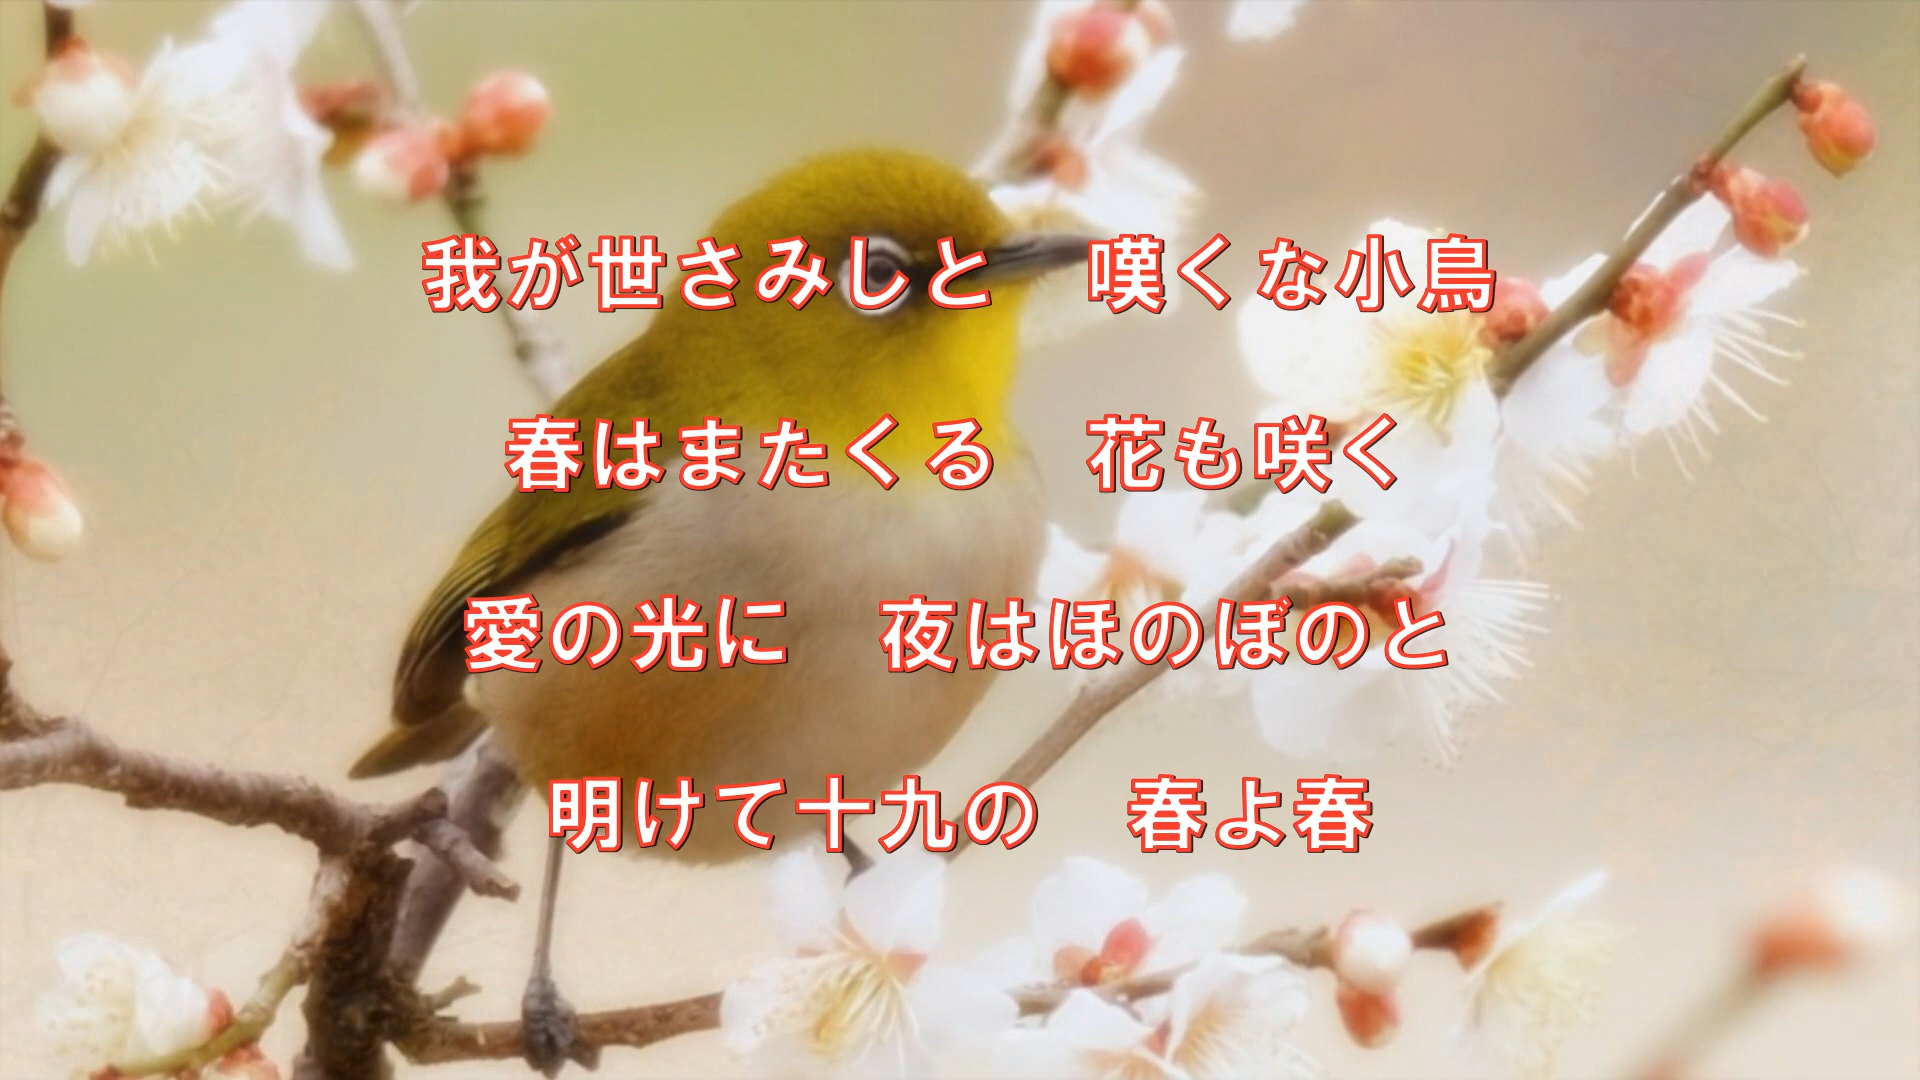 我が世さみしと　嘆くな小鳥
春はまたくる　花も咲く
愛の光に　夜はほのぼのと
明けて十九の　春よ春